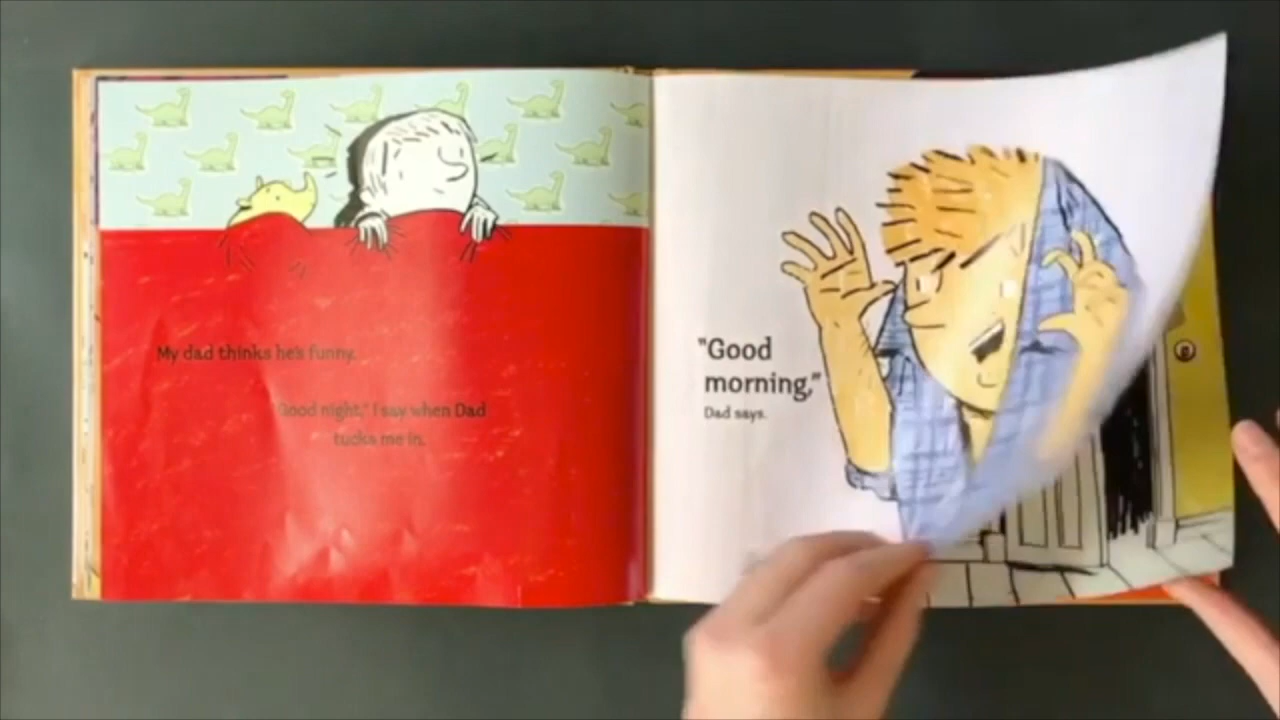 My dad thinks he's funny.
Good night," I say when Dad
tucks me in.
"Good
morning,"
Dad says.